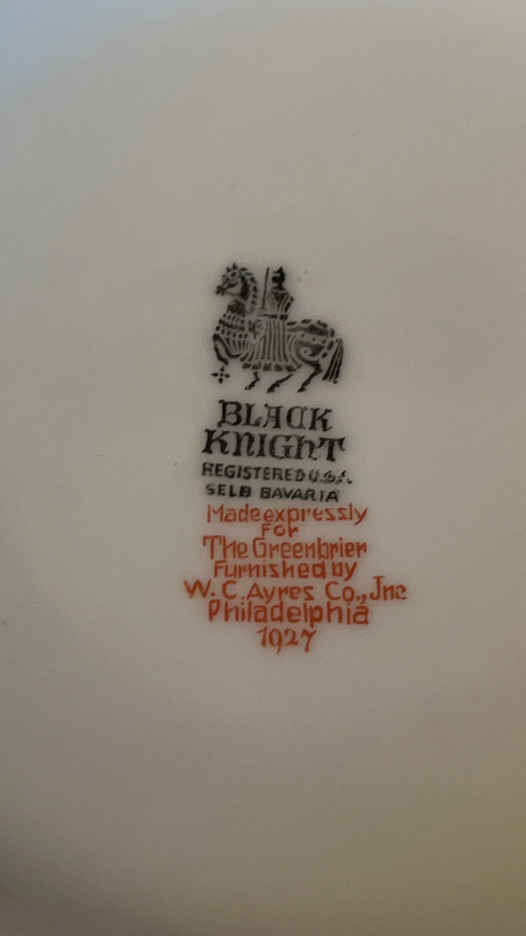 BLACK
KNIGHT
REGISTERED U.S.A.
SELB BAVARIA
Made expressly
For
The Greenbrier
Furnished by
W. C. Ayres Co., Inc
Philadelphia
1927